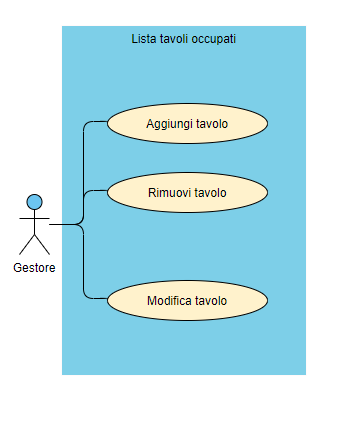 Lista tavoli occupati
Aggiungi tavolo
Rimuovi tavolo
Gestore
Modifica tavolo